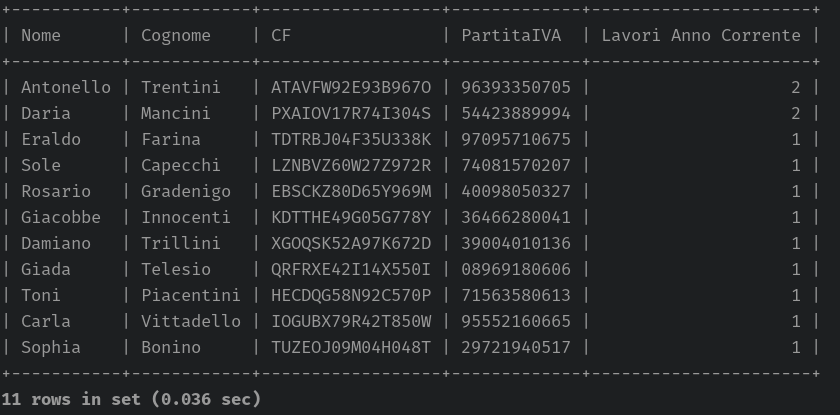 +-----------+------------+------------------+-------------+----------------------+
| Nome      | Cognome    | CF               | PartitaIVA  | Lavori Anno Corrente |
+-----------+------------+------------------+-------------+----------------------+
| Antonello | Trentini   | ATAVFW92E93B967O | 96393350705 |                    2 |
| Daria     | Mancini    | PXAIOV17R74I304S | 54423889994 |                    2 |
| Eraldo    | Farina     | TDTRBJ04F35U338K | 97095710675 |                    1 |
| Sole      | Capecchi   | LZNBVZ60W27Z972R | 74081570207 |                    1 |
| Rosario   | Gradenigo  | EBSCKZ80D65Y969M | 40098050327 |                    1 |
| Giacobbe  | Innocenti  | KDTTHE49G05G778Y | 36466280041 |                    1 |
| Damiano   | Trillini   | XGOQSK52A97K672D | 39004010136 |                    1 |
| Giada     | Telesio    | QRFRXE42I14X550I | 08969180606 |                    1 |
| Toni      | Piacentini | HECDQG58N92C570P | 71563580613 |                    1 |
| Carla     | Vittadello | IOGUBX79R42T850W | 95552160665 |                    1 |
| Sophia    | Bonino     | TUZEOJ09M04H048T | 29721940517 |                    1 |
+-----------+------------+------------------+-------------+----------------------+
11 rows in set (0.036 sec)